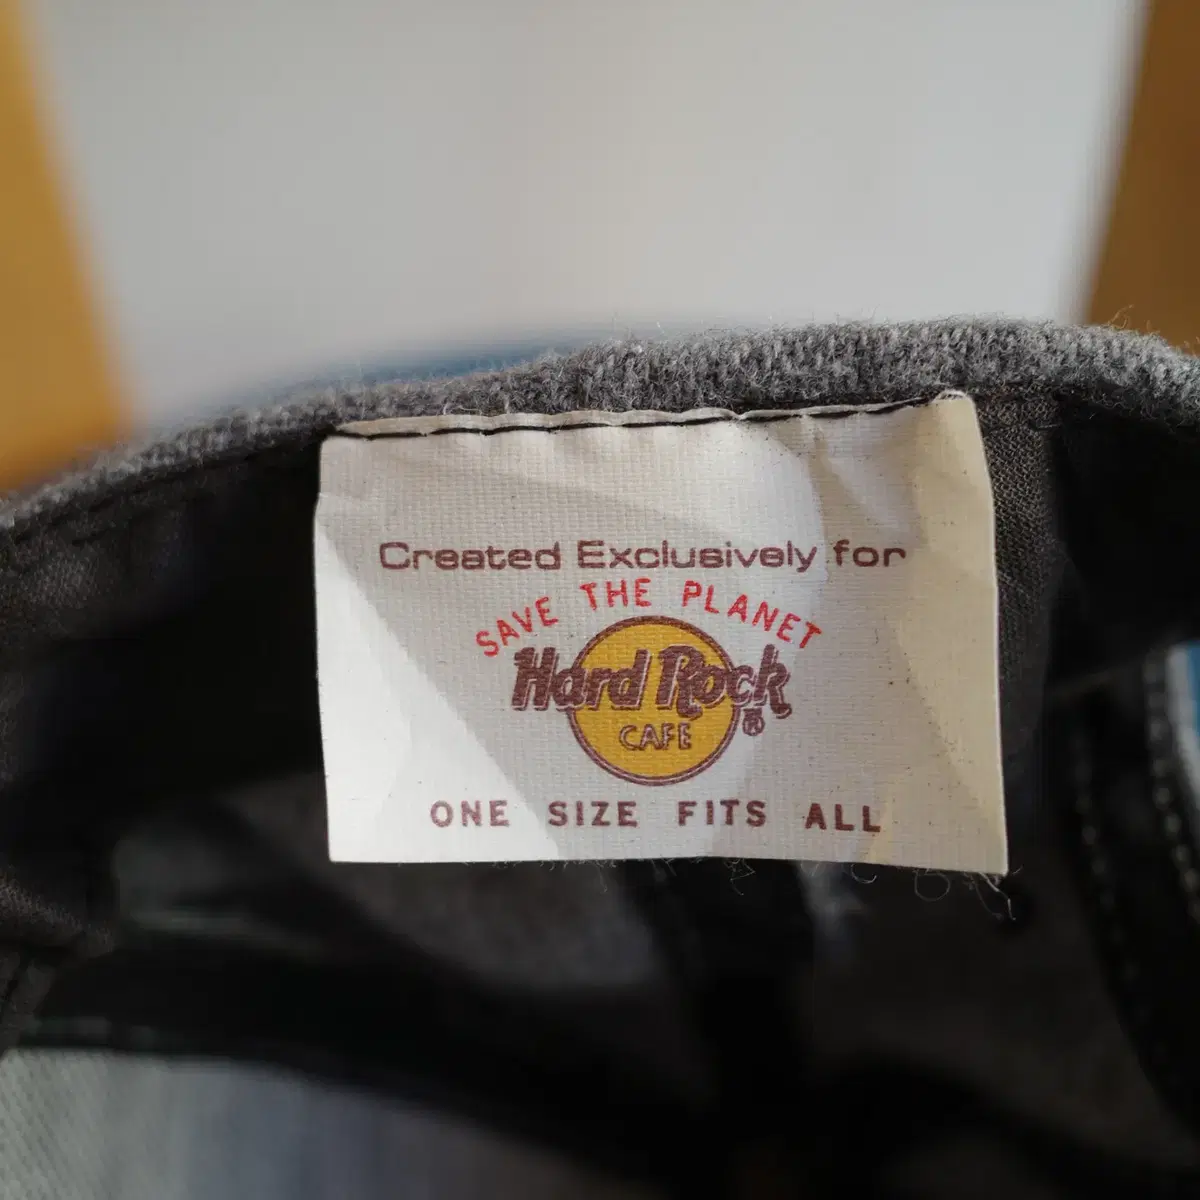 Created Exclusively for
SAVE THE PLANET
Hard Rock
CAFE ®
ONE SIZE FITS ALL